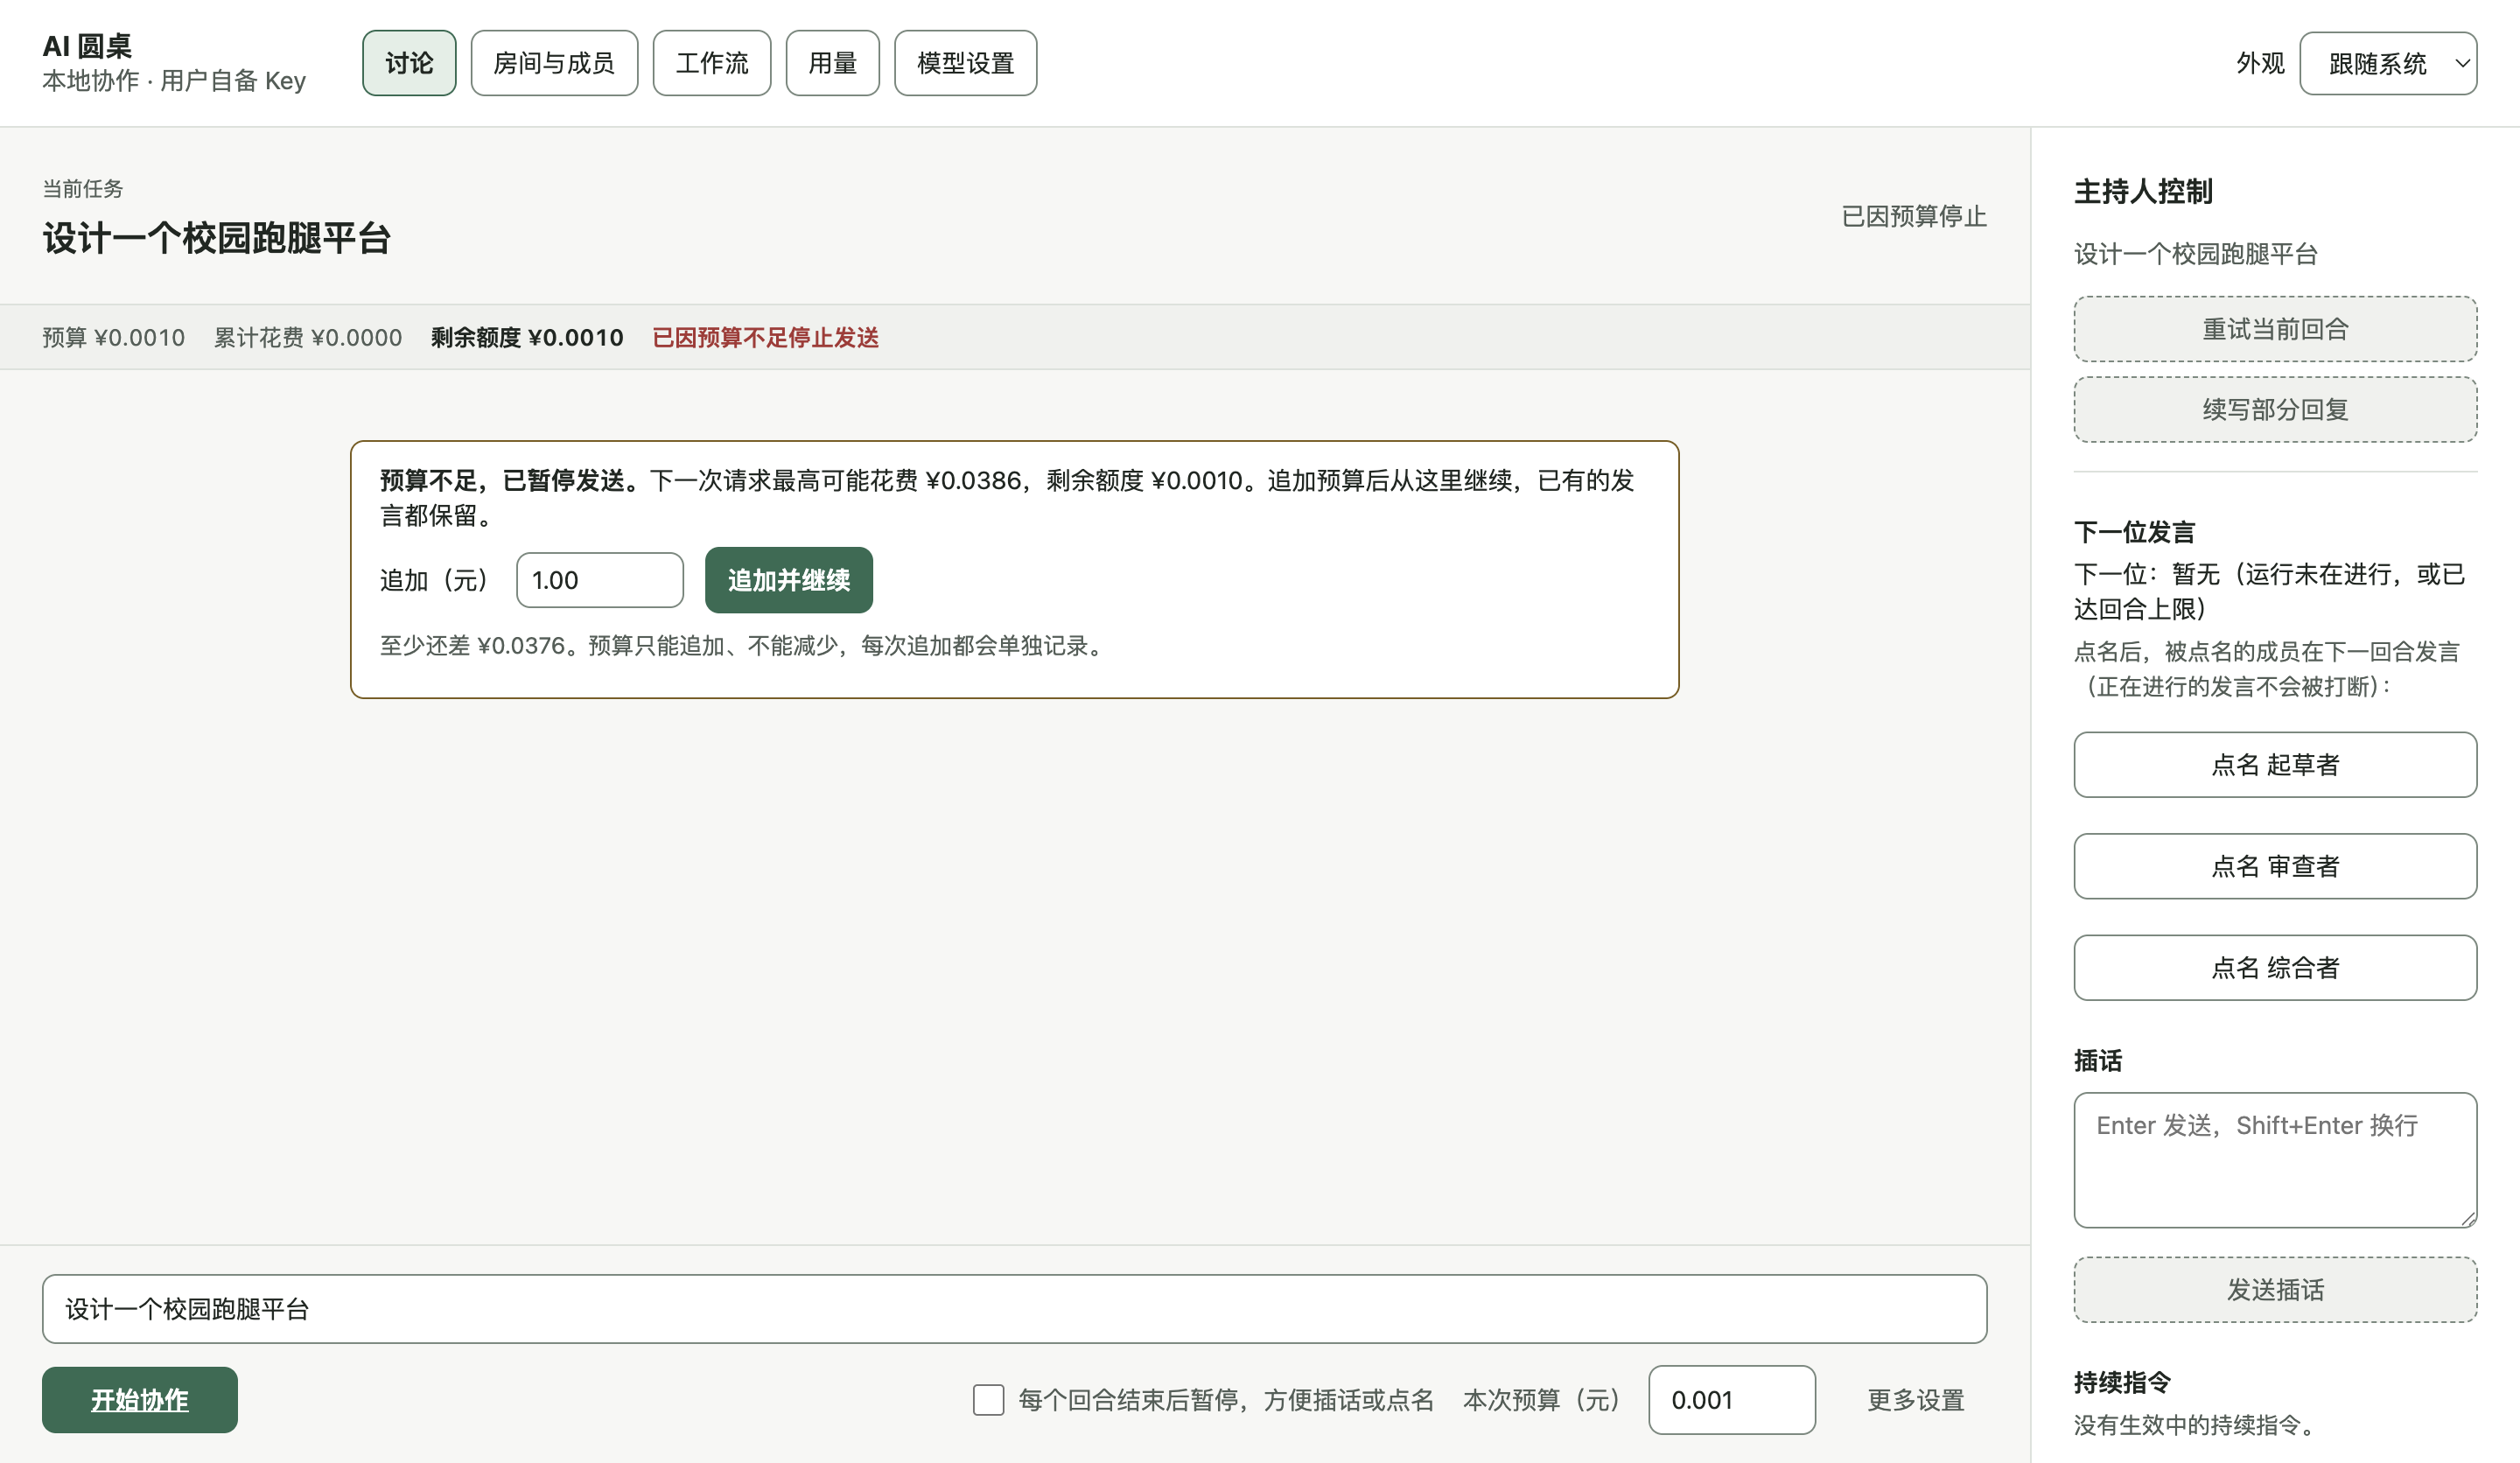 AI 圆桌
本地协作 · 用户自备 Key
讨论
房间与成员
工作流
用量
模型设置
外观
跟随系统
当前任务
设计一个校园跑腿平台
已因预算停止
预算 ¥0.0010 累计花费 ¥0.0000 剩余额度 ¥0.0010 已因预算不足停止发送
预算不足，已暂停发送。下一次请求最高可能花费 ¥0.0386，剩余额度 ¥0.0010。追加预算后从这里继续，已有的发
言都保留。
追加（元） 1.00 追加并继续
至少还差 ¥0.0376。预算只能追加、不能减少，每次追加都会单独记录。
设计一个校园跑腿平台
开始协作
每个回合结束后暂停，方便插话或点名
本次预算（元） 0.001
更多设置
主持人控制
设计一个校园跑腿平台
重试当前回合
续写部分回复
下一位发言
下一位：暂无（运行未在进行，或已
达回合上限）
点名后，被点名的成员在下一回合发言
（正在进行的发言不会被打断）：
点名 起草者
点名 审查者
点名 综合者
插话
Enter 发送，Shift+Enter 换行
发送插话
持续指令
没有生效中的持续指令。